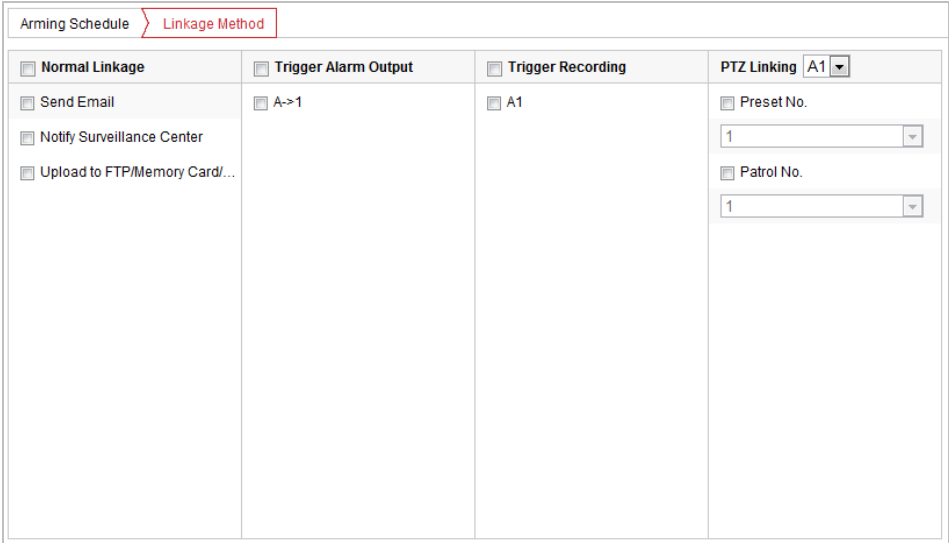 Arming Schedule Linkage Method
Normal Linkage Trigger Alarm Output Trigger Recording PTZ Linking A1
Send Email A->1 A1 Preset No.
Notify Surveillance Center 1
Upload to FTP/Memory Card/... Patrol No.
1